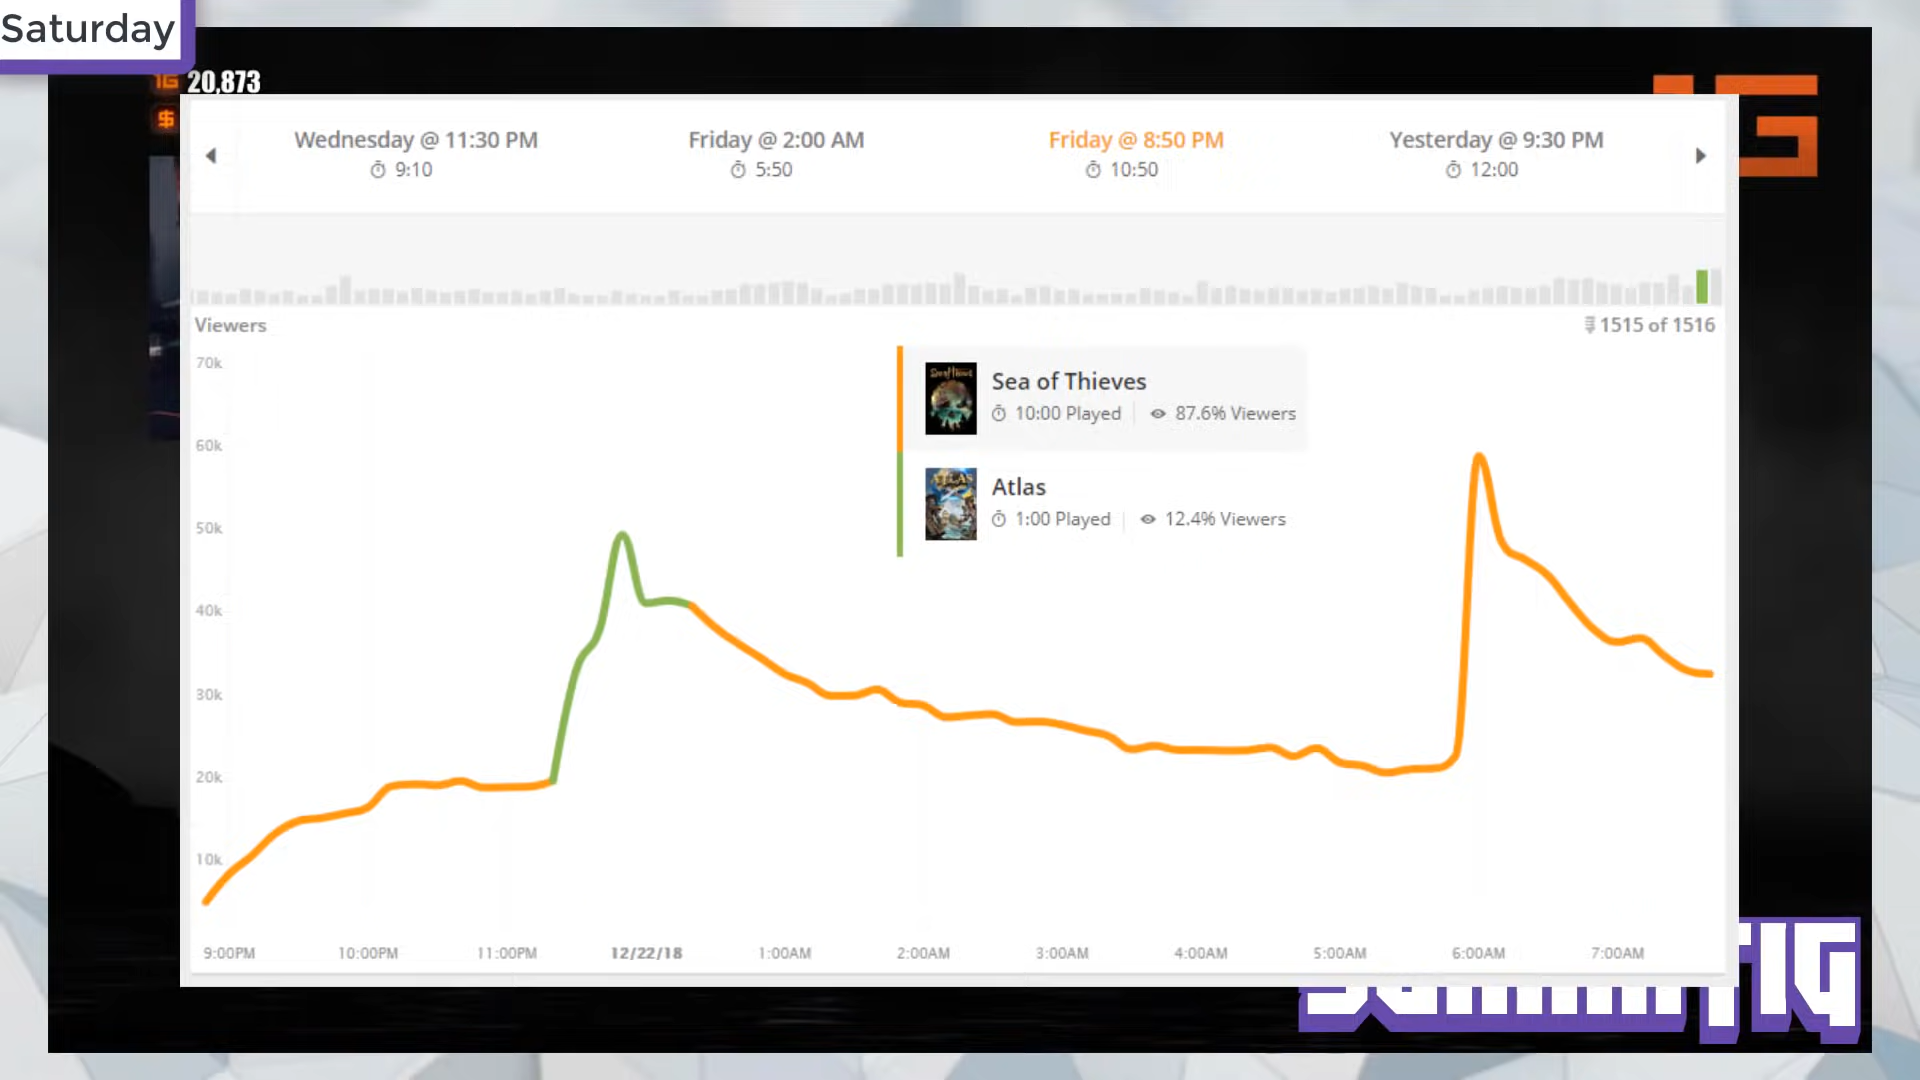 Saturday
1G 20,873
$
Wednesday @ 11:30 PM
9:10
Friday @ 2:00 AM
5:50
Friday @ 8:50 PM
10:50
Yesterday @ 9:30 PM
12:00
Viewers
1515 of 1516
70k
60k
50k
40k
30k
20k
10k
Sea of Thieves
10:00 Played
87.6% Viewers
Atlas
1:00 Played
12.4% Viewers
9:00PM
10:00PM
11:00PM
12/22/18
1:00AM
2:00AM
3:00AM
4:00AM
5:00AM
6:00AM
7:00AM
1G